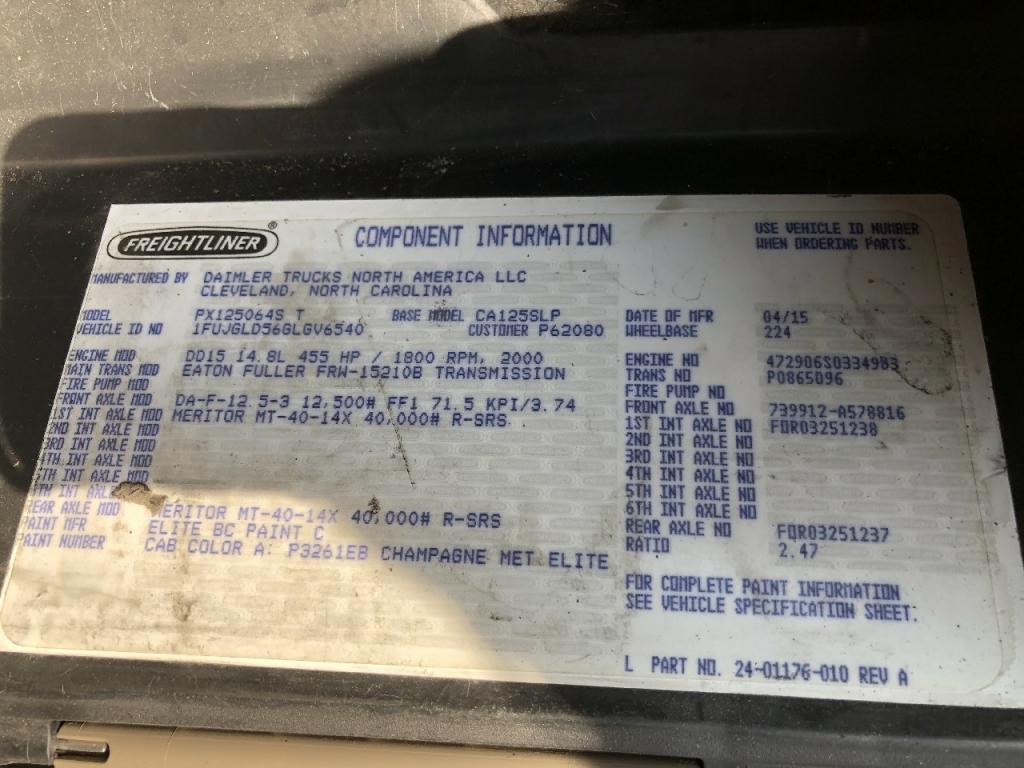 FREIGHTLINER ® COMPONENT INFORMATION USE VEHICLE ID NUMBER
WHEN ORDERING PARTS.
MANUFACTURED BY DAIMLER TRUCKS NORTH AMERICA LLC
CLEVELAND, NORTH CAROLINA
MODEL PX125064S T BASE MODEL CA125SLP DATE OF MFR 04/15
VEHICLE ID NO 1FUJGLD56GLGV6540 CUSTOMER P62080 WHEELBASE 224
ENGINE MOD DD15 14.8L 455 HP / 1800 RPM, 2000 ENGINE NO 472906S0334983
MAIN TRANS MOD EATON FULLER FRW-15210B TRANSMISSION TRANS NO P0865096
FIRE PUMP MOD FIRE PUMP NO
FRONT AXLE MOD DA-F-12.5-3 12,500# FF1 71.5 KPI/3.74 FRONT AXLE NO 739912-A578816
1ST INT AXLE MOD MERITOR MT-40-14X 40,000# R-SRS 1ST INT AXLE NO FQR03251238
2ND INT AXLE MOD 2ND INT AXLE NO
3RD INT AXLE MOD 3RD INT AXLE NO
4TH INT AXLE MOD 4TH INT AXLE NO
5TH INT AXLE MOD 5TH INT AXLE NO
6TH INT AXLE 6TH INT AXLE NO
REAR AXLE MOD MERITOR MT-40-14X 40,000# R-SRS REAR AXLE NO FQR03251237
PAINT MFR ELITE BC PAINT C RATIO 2.47
PAINT NUMBER CAB COLOR A: P3261EB CHAMPAGNE MET ELITE
FOR COMPLETE PAINT INFORMATION
SEE VEHICLE SPECIFICATION SHEET.
L PART NO. 24-01176-010 REV A